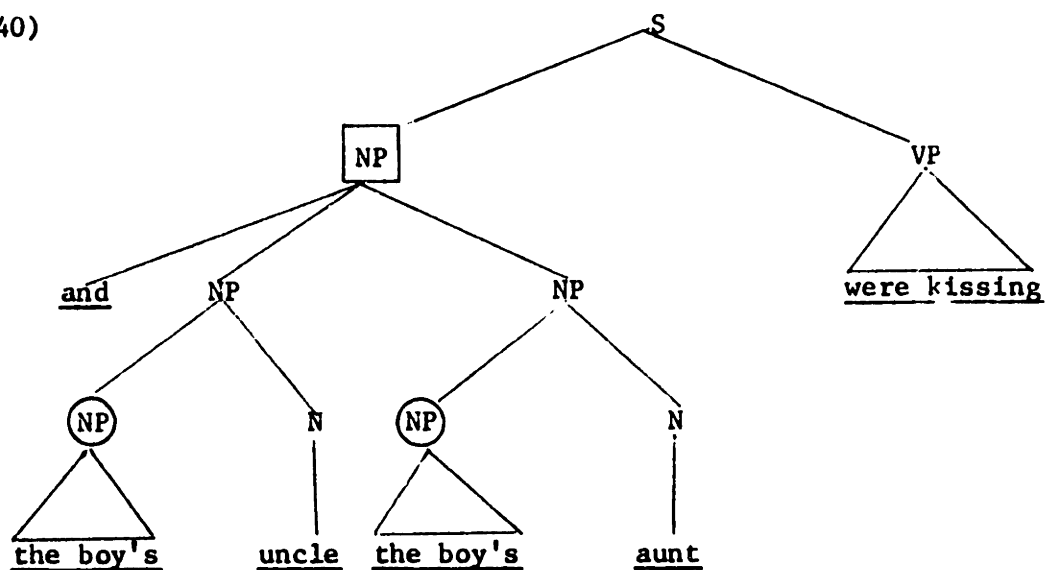 40)
S
NP
VP
and NP NP were kissing
NP N NP N
the boy's uncle the boy's aunt